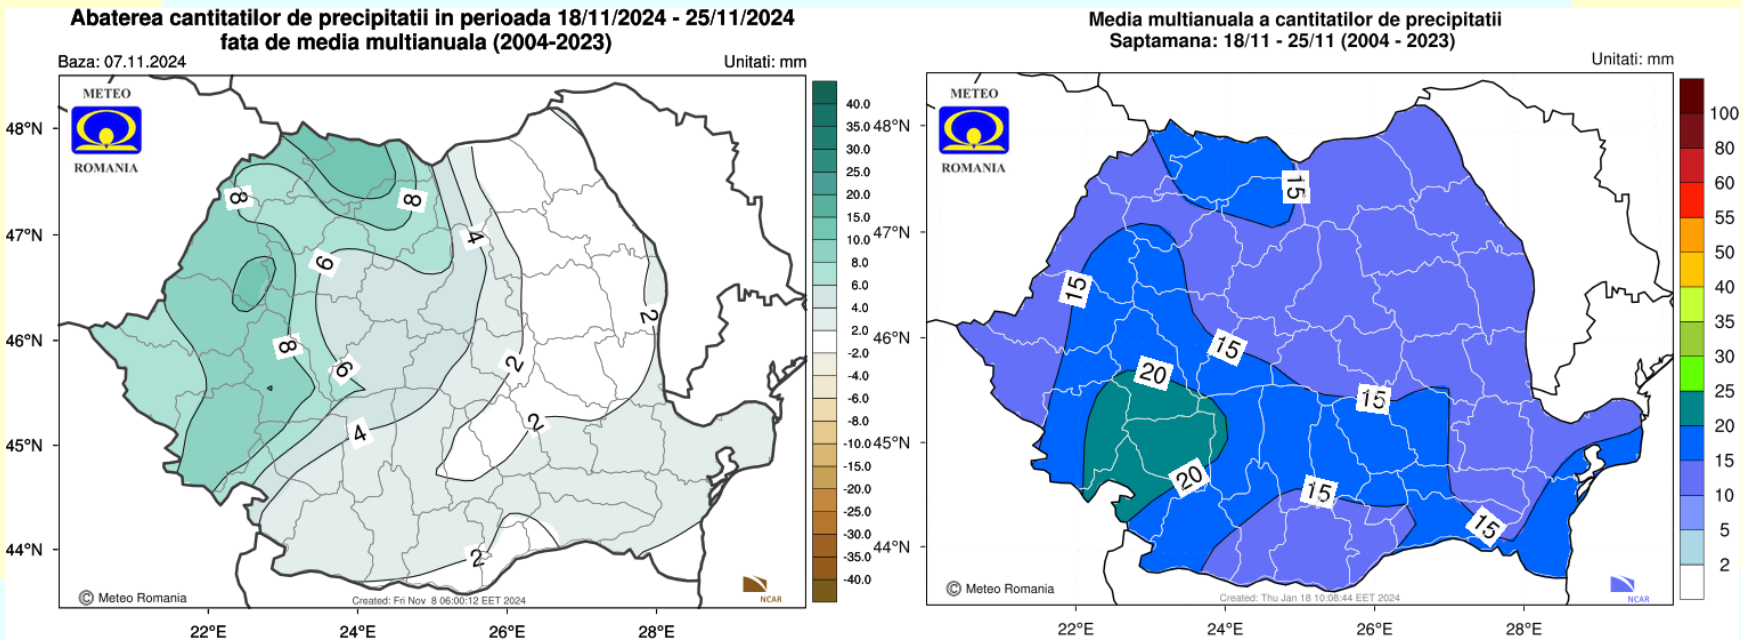 Abaterea cantitatilor de precipitatii in perioada 18/11/2024 - 25/11/2024
fata de media multianuala (2004-2023)
Baza: 07.11.2024
Unitati: mm
METEO
ROMANIA
48°N
47°N
46°N
45°N
44°N
22°E
24°E
26°E
28°E
8
8
4
6
2
8
6
2
2
4
2
40.0
35.0
30.0
25.0
20.0
15.0
10.0
8.0
6.0
4.0
2.0
-2.0
-4.0
-6.0
-8.0
-10.0
-15.0
-20.0
-25.0
-30.0
-35.0
-40.0
© Meteo Romania
Created: Fri Nov 8 06:00:12 EET 2024
NCAR
Media multianuala a cantitatilor de precipitatii
Saptamana: 18/11 - 25/11 (2004 - 2023)
Unitati: mm
METEO
ROMANIA
48°N
47°N
46°N
45°N
44°N
22°E
24°E
26°E
28°E
15
15
15
20
15
20
15
15
100
80
60
55
50
40
35
30
25
20
15
10
5
2
© Meteo Romania
Created: Thu Jan 18 10:08:44 EET 2024
NCAR